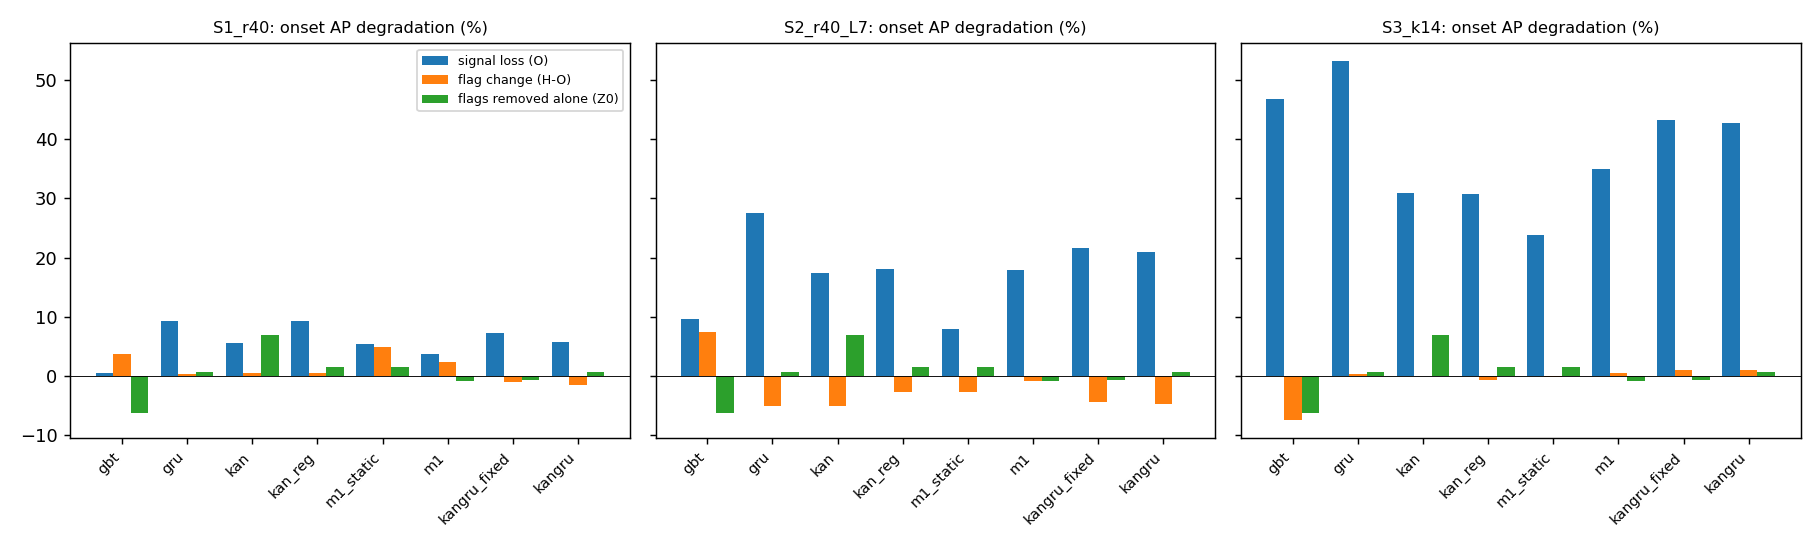 S1_r40: onset AP degradation (%)
S2_r40_L7: onset AP degradation (%)
S3_k14: onset AP degradation (%)
signal loss (O)
flag change (H-O)
flags removed alone (Z0)
50
40
30
20
10
0
−10
gbt
gru
kan
kan_reg
m1_static
m1
kangru_fixed
kangru
gbt
gru
kan
kan_reg
m1_static
m1
kangru_fixed
kangru
gbt
gru
kan
kan_reg
m1_static
m1
kangru_fixed
kangru